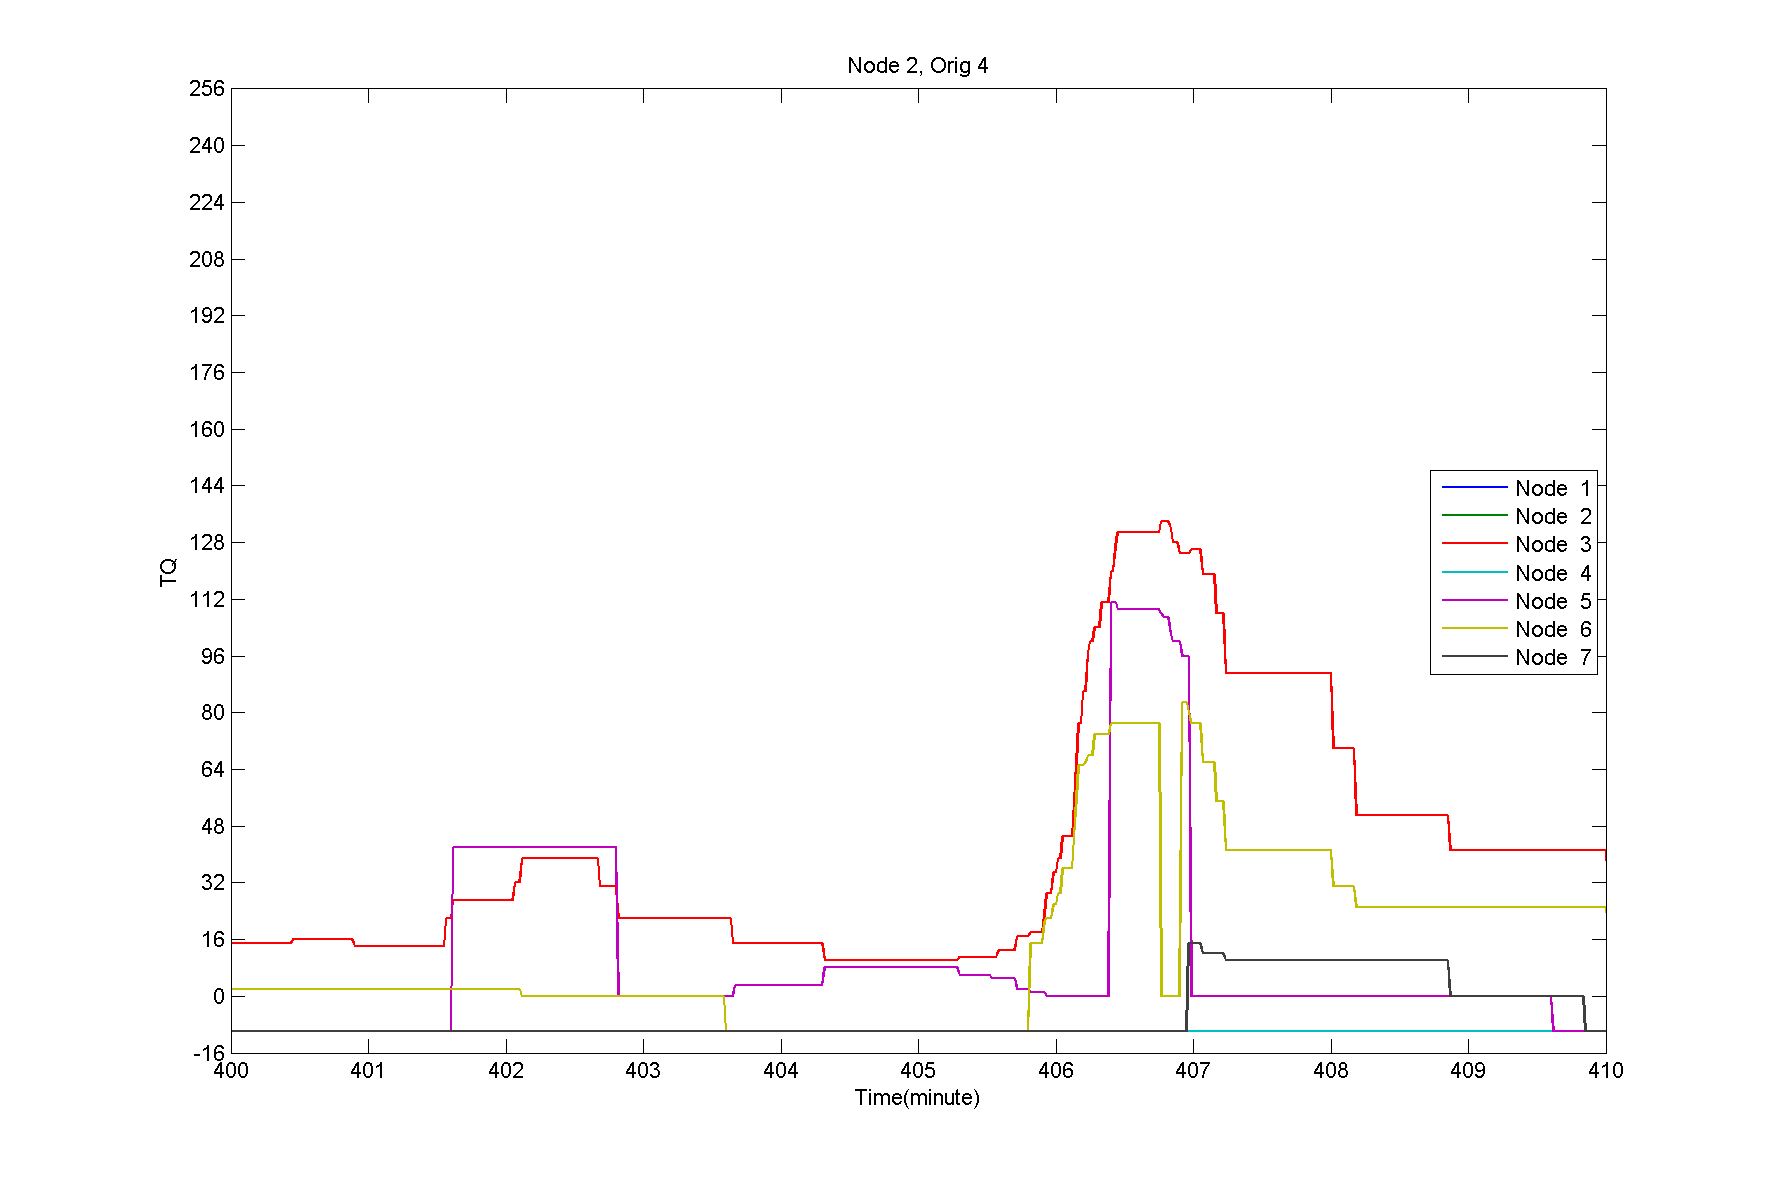 Node 2, Orig 4
256
240
224
208
192
176
160
144
128
112
96
80
64
48
32
16
0
-16
TQ
Node 1
Node 2
Node 3
Node 4
Node 5
Node 6
Node 7
400 401 402 403 404 405 406 407 408 409 410
Time(minute)